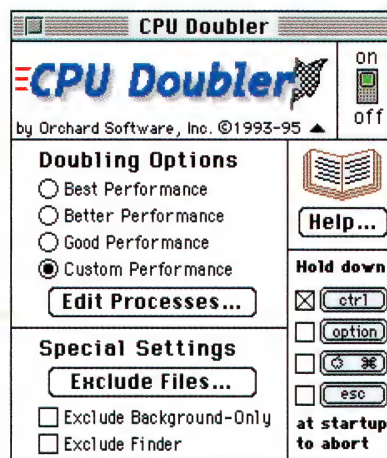 CPU Doubler
CPU Doubler
by Orchard Software, Inc. ©1993-95
on
off
Doubling Options
Best Performance
Better Performance
Good Performance
Custom Performance
Edit Processes...
Special Settings
Exclude Files...
Exclude Background-Only
Exclude Finder
Help...
Hold down
ctrl
option
⇧ ⌘
esc
at startup
to abort